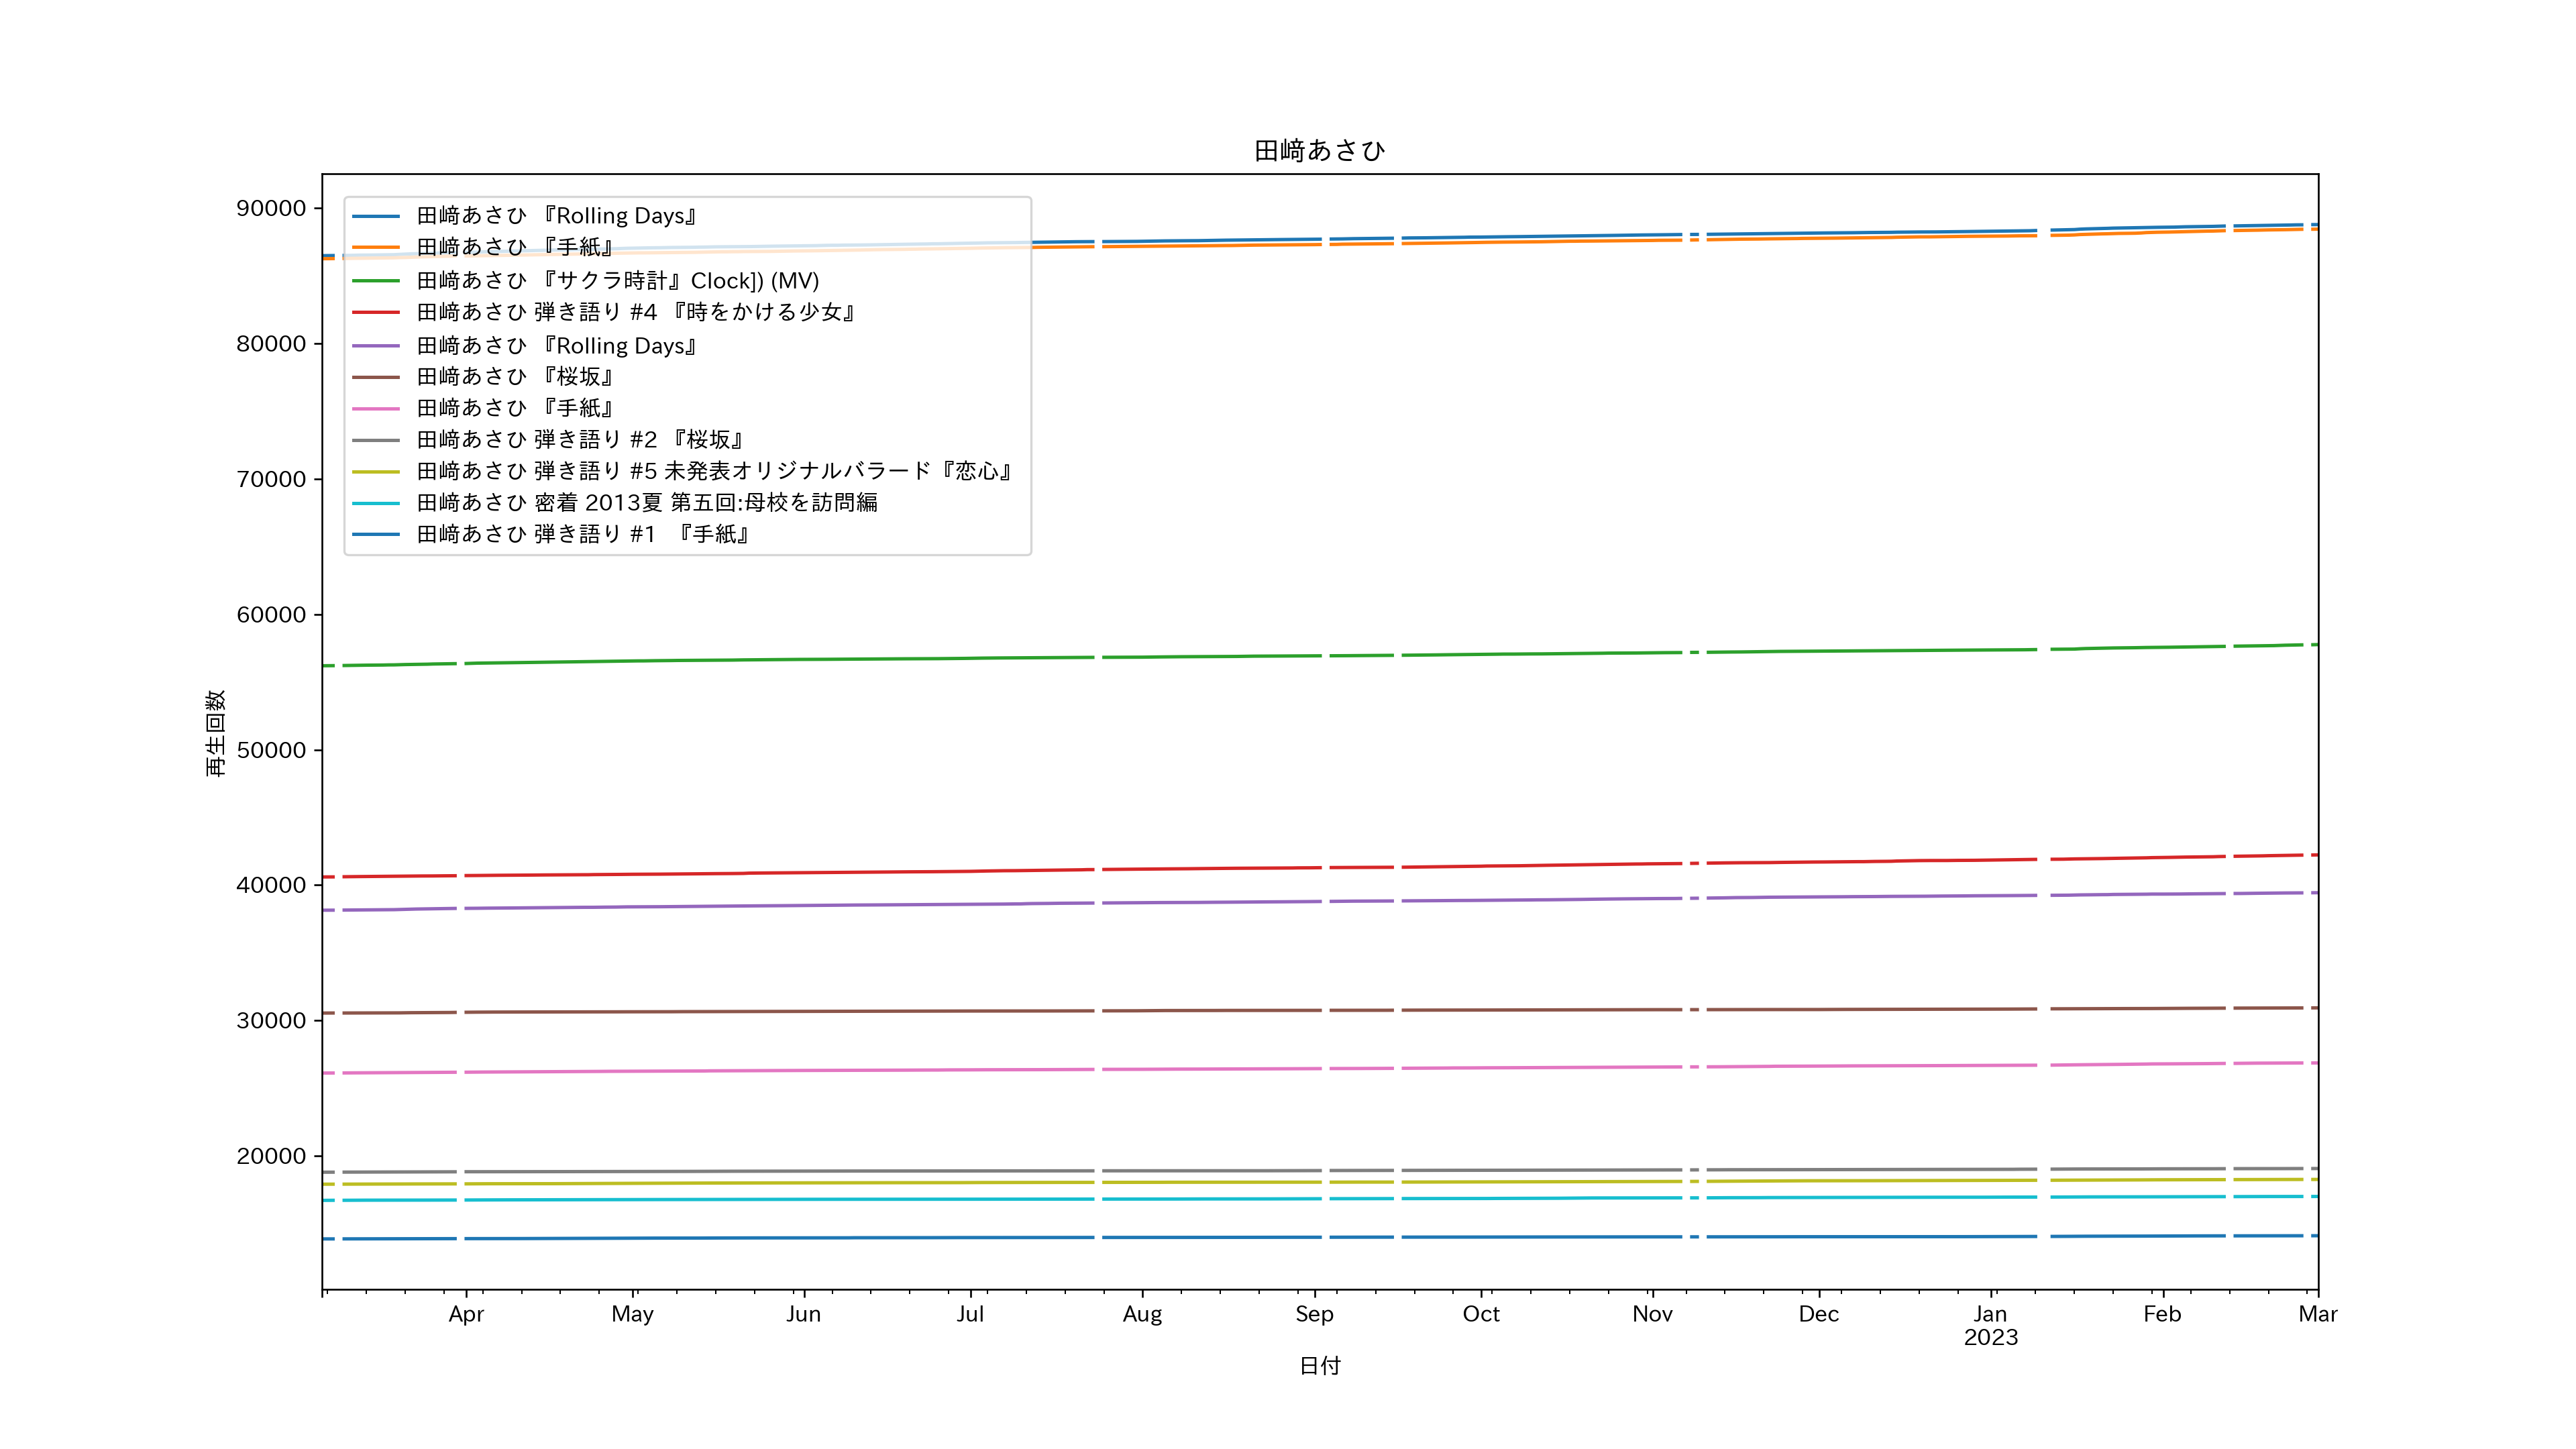 田﨑あさひ
90000
80000
70000
60000
50000
40000
30000
20000
再生回数
田﨑あさひ 『Rolling Days』
田﨑あさひ 『手紙』
田﨑あさひ 『サクラ時計』Clock]) (MV)
田﨑あさひ 弾き語り #4 『時をかける少女』
田﨑あさひ 『Rolling Days』
田﨑あさひ 『桜坂』
田﨑あさひ 『手紙』
田﨑あさひ 弾き語り #2 『桜坂』
田﨑あさひ 弾き語り #5 未発表オリジナルバラード『恋心』
田﨑あさひ 密着 2013夏 第五回:母校を訪問編
田﨑あさひ 弾き語り #1 『手紙』
Apr May Jun Jul Aug Sep Oct Nov Dec Jan Feb Mar
2023
日付